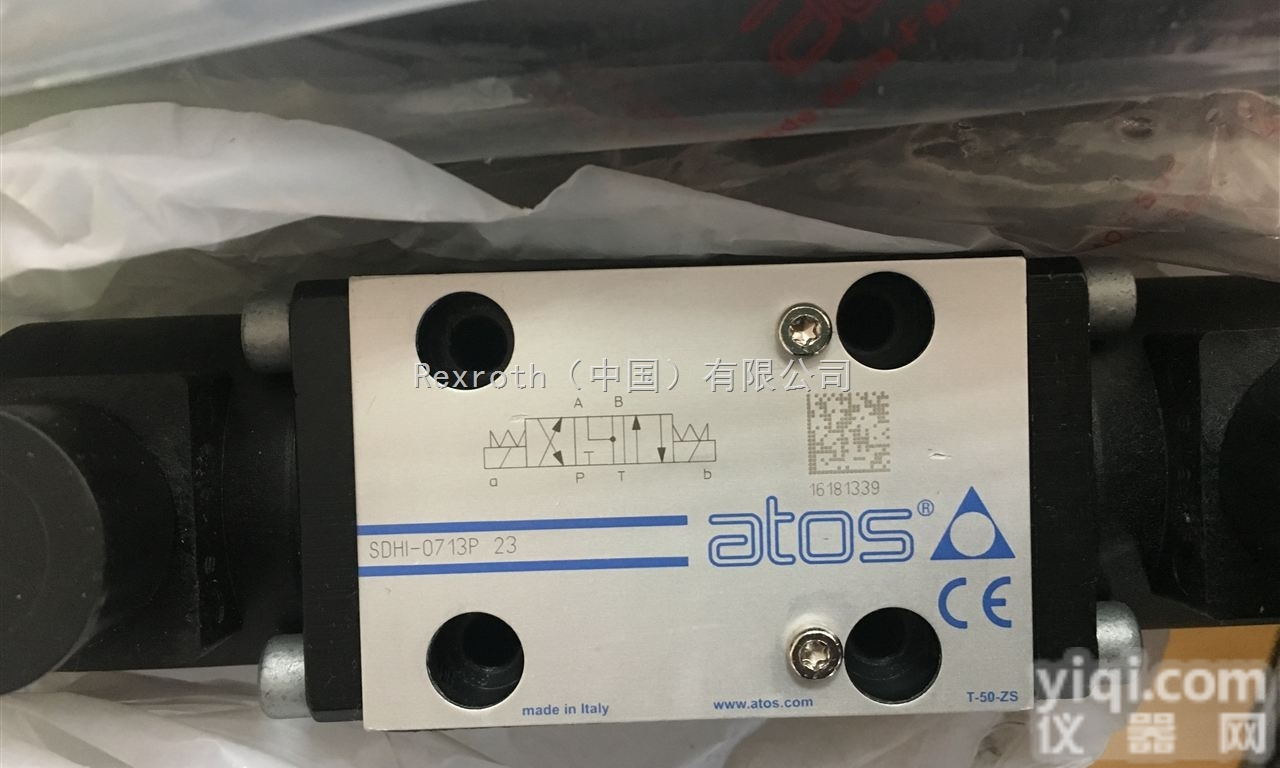 Rexroth（中国）有限公司
A B
a P T b
T
16181339
atos®
SDHI-0713P 23
CE
made in Italy
www.atos.com
T-50-ZS
yiqi.com
仪器网